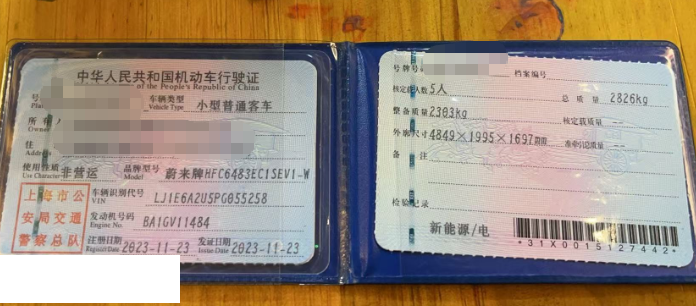 中华人民共和国机动车行驶证
of the People's Republic of China
车辆类型 Vehicle Type 小型普通客车
使用性质 Use Character 非营运 品牌型号 Model 蔚来牌HFC6483EC1SEV1-W
上海市公安局交通警察总队
车辆识别代号 VIN LJ1E6A2U5PG055258
发动机号码 Engine No. BA1GV11484
注册日期 Register Date 2023-11-23 发证日期 Issue Date 2023-11-23
号牌号 档案编号
核定载人数 5人 总质量 2826kg
整备质量 2303kg 核定载质量 --
外廓尺寸 4849×1995×1697 准牵引总质量 --
备注
检验记录
新能源/电
*31X0015127442*